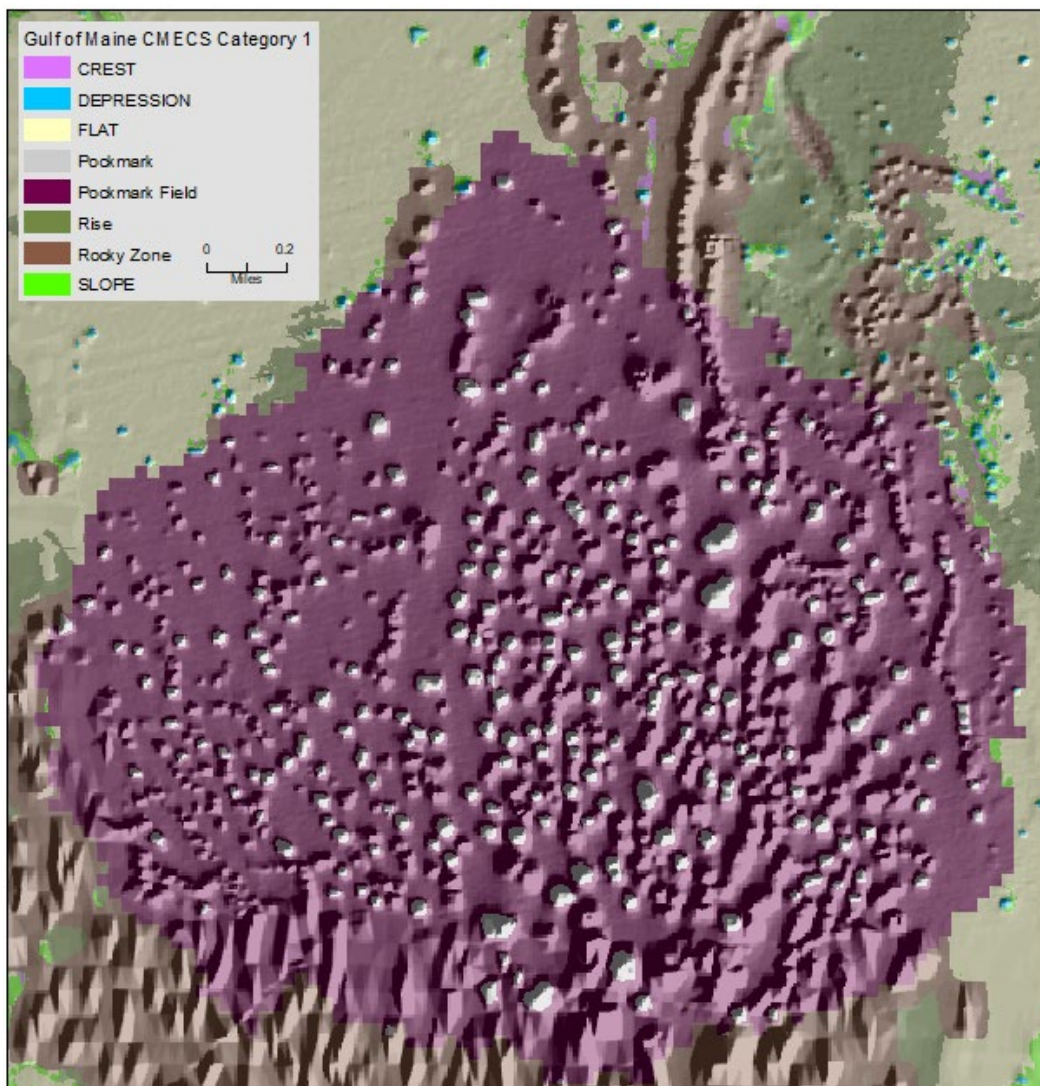 Gulf of Maine CMECS Category 1
CREST
DEPRESSION
FLAT
Pockmark
Pockmark Field
Rise
Rocky Zone
SLOPE
0 0.2
Miles